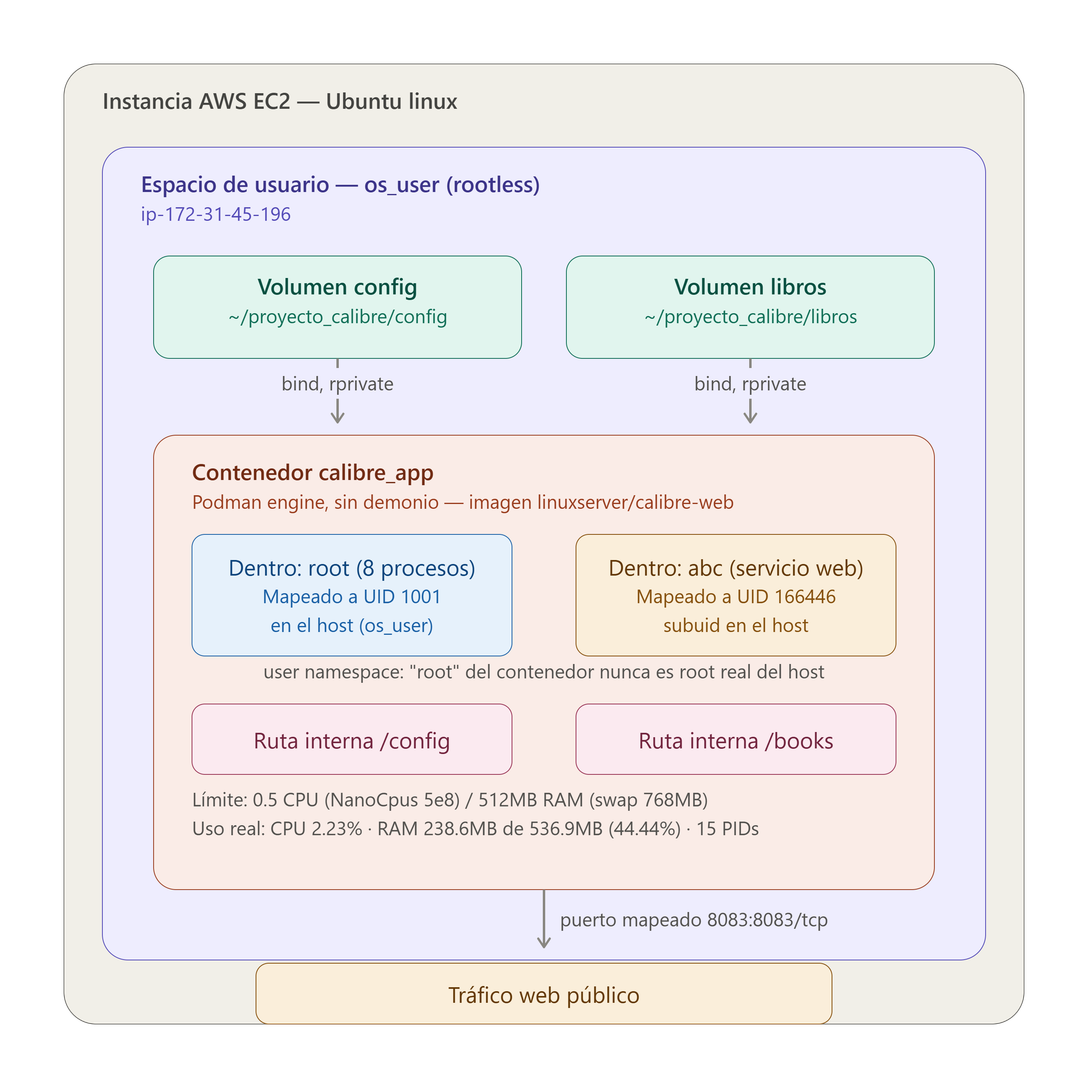 Instancia AWS EC2 — Ubuntu linux
Espacio de usuario — os_user (rootless)
ip-172-31-45-196
Volumen config
~/proyecto_calibre/config
Volumen libros
~/proyecto_calibre/libros
bind, rprivate
bind, rprivate
Contenedor calibre_app
Podman engine, sin demonio — imagen linuxserver/calibre-web
Dentro: root (8 procesos)
Mapeado a UID 1001
en el host (os_user)
Dentro: abc (servicio web)
Mapeado a UID 166446
subuid en el host
user namespace: "root" del contenedor nunca es root real del host
Ruta interna /config
Ruta interna /books
Límite: 0.5 CPU (NanoCpus 5e8) / 512MB RAM (swap 768MB)
Uso real: CPU 2.23% · RAM 238.6MB de 536.9MB (44.44%) · 15 PIDs
puerto mapeado 8083:8083/tcp
Tráfico web público